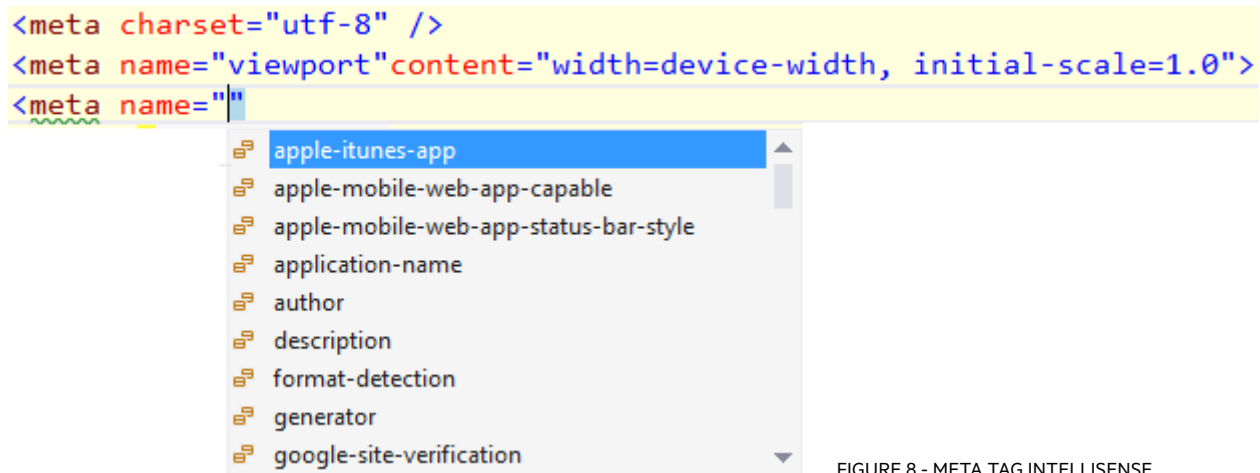 <meta charset="utf-8" />
<meta name="viewport"content="width=device-width, initial-scale=1.0">
<meta name=""
apple-itunes-app
apple-mobile-web-app-capable
apple-mobile-web-app-status-bar-style
application-name
author
description
format-detection
generator
google-site-verification
FIGURE 8 - META TAG INTELLISENSE